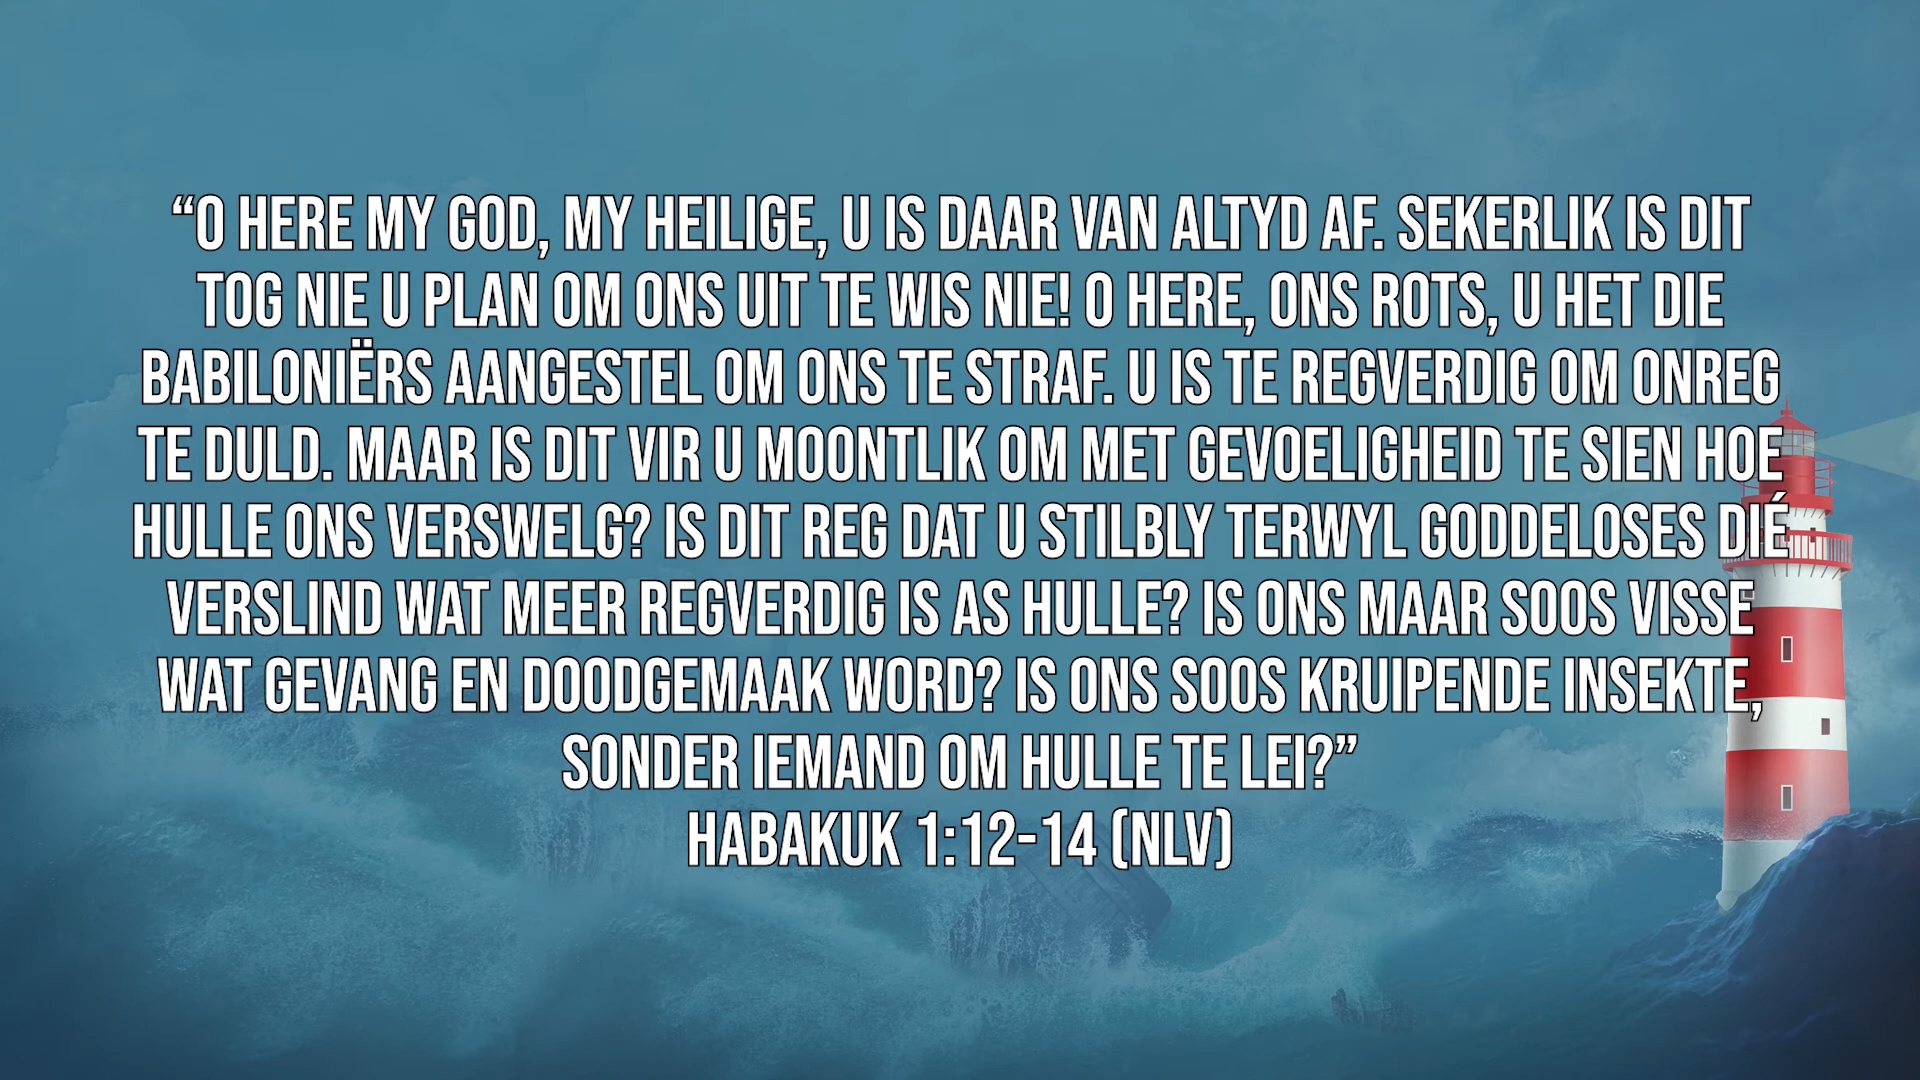 “O HERE MY GOD, MY HEILIGE, U IS DAAR VAN ALTYD AF. SEKERLIK IS DIT
TOG NIE U PLAN OM ONS UIT TE WIS NIE! O HERE, ONS ROTS, U HET DIE
BABILONIËRS AANGESTEL OM ONS TE STRAF. U IS TE REGVERDIG OM ONREG
TE DULD. MAAR IS DIT VIR U MOONTLIK OM MET GEVOELIGHEID TE SIEN HOE
HULLE ONS VERSWELG? IS DIT REG DAT U STILBLY TERWYL GODDELOSES DIÉ
VERSLIND WAT MEER REGVERDIG IS AS HULLE? IS ONS MAAR SOOS VISSE
WAT GEVANG EN DOODGEMAAK WORD? IS ONS SOOS KRUIPENDE INSEKTE,
SONDER IEMAND OM HULLE TE LEI?”
HABAKUK 1:12-14 (NLV)